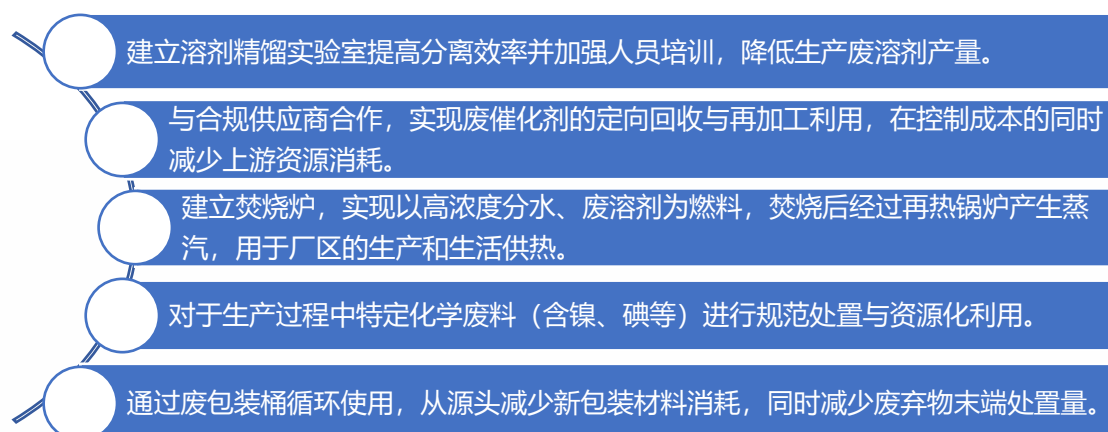 建立溶剂精馏实验室提高分离效率并加强人员培训，降低生产废溶剂产量。
与合规供应商合作，实现废催化剂的定向回收与再加工利用，在控制成本的同时
减少上游资源消耗。
建立焚烧炉，实现以高浓度分水、废溶剂为燃料，焚烧后经过再热锅炉产生蒸
汽，用于厂区的生产和生活供热。
对于生产过程中特定化学废料（含镍、碘等）进行规范处置与资源化利用。
通过废包装桶循环使用，从源头减少新包装材料消耗，同时减少废弃物末端处置量。